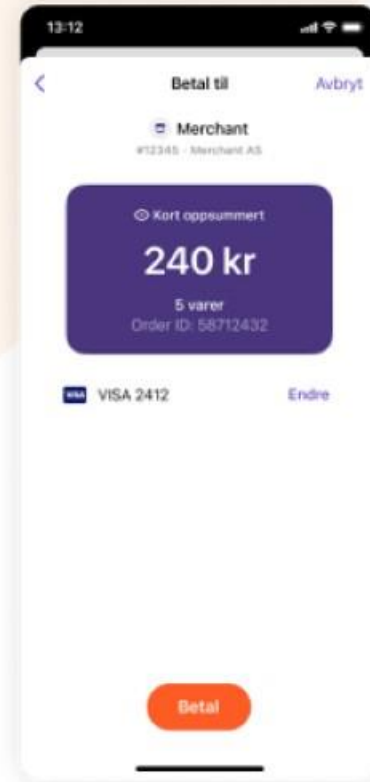 13:12
Betal til
Avbryt
Merchant
#12345 - Merchant AS
Kort oppsummert
240 kr
5 varer
Order ID: 58712432
VISA VISA 2412
Endre
Betal